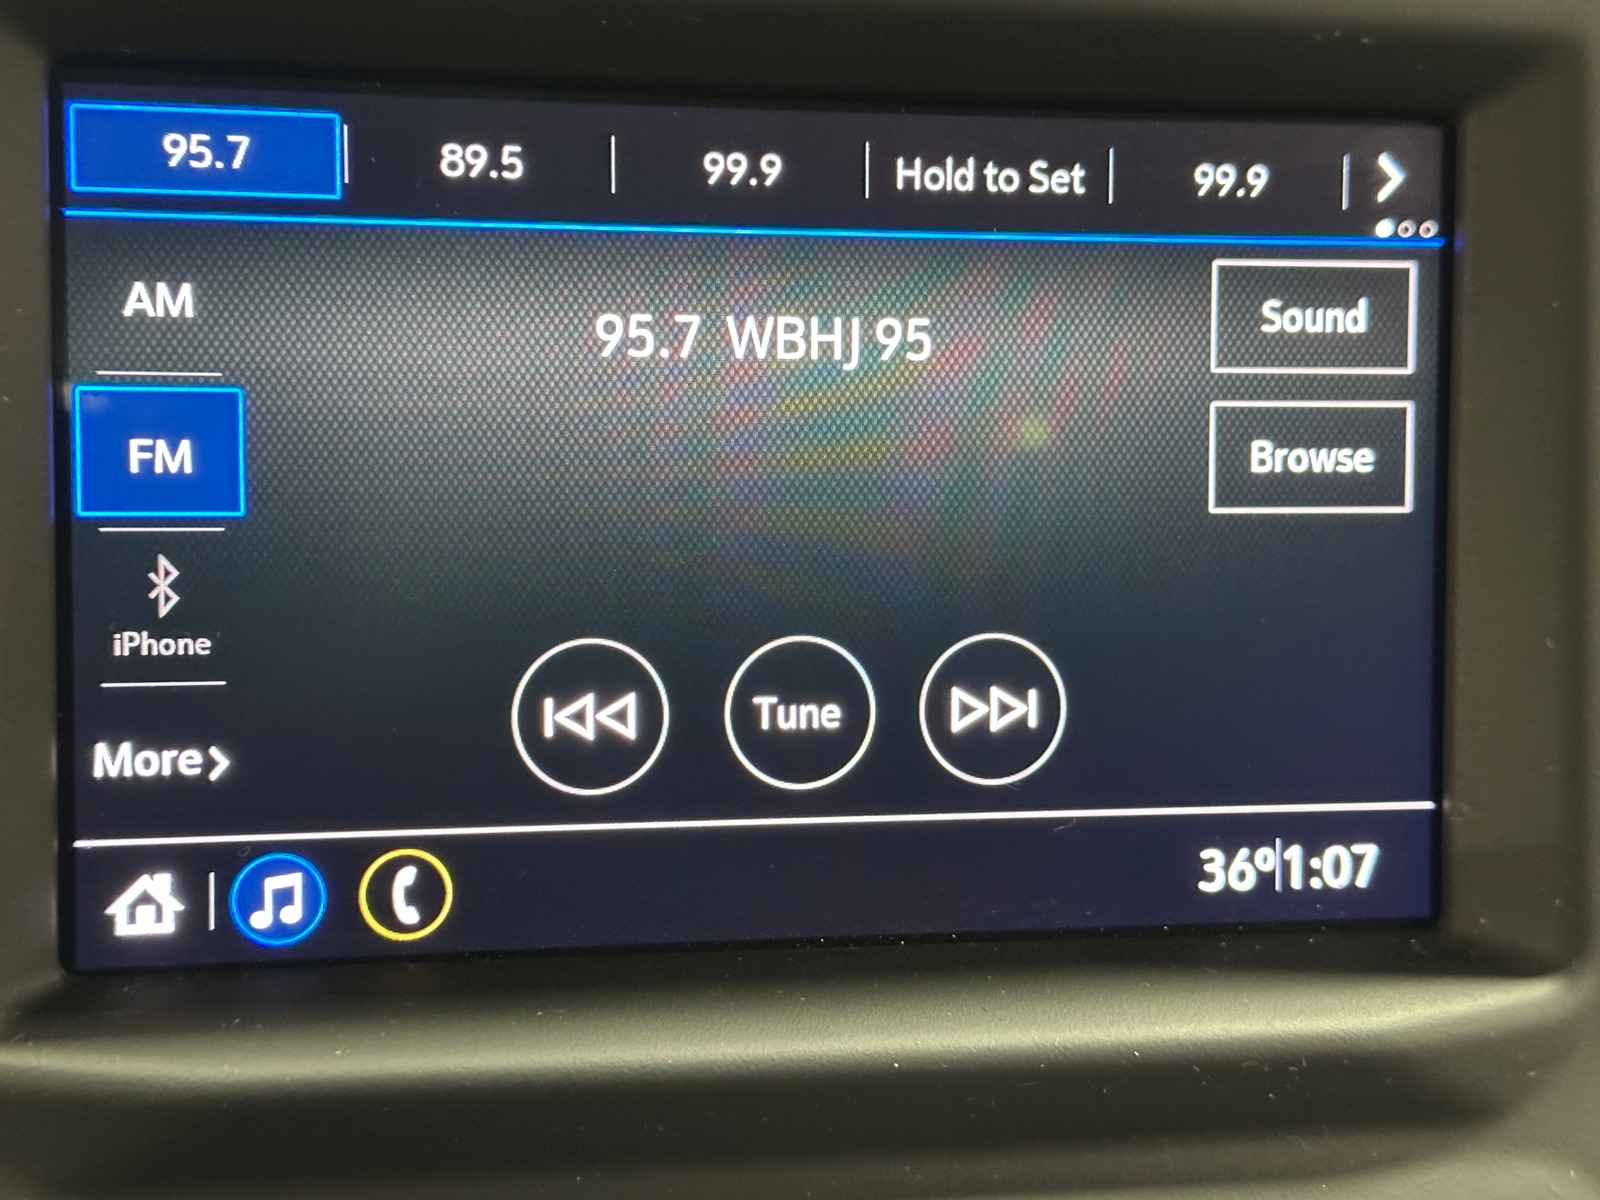 95.7 89.5 99.9 Hold to Set 99.9
AM
95.7 WBHJ 95
Sound
FM
Browse
iPhone
Tune
More
36º 1:07